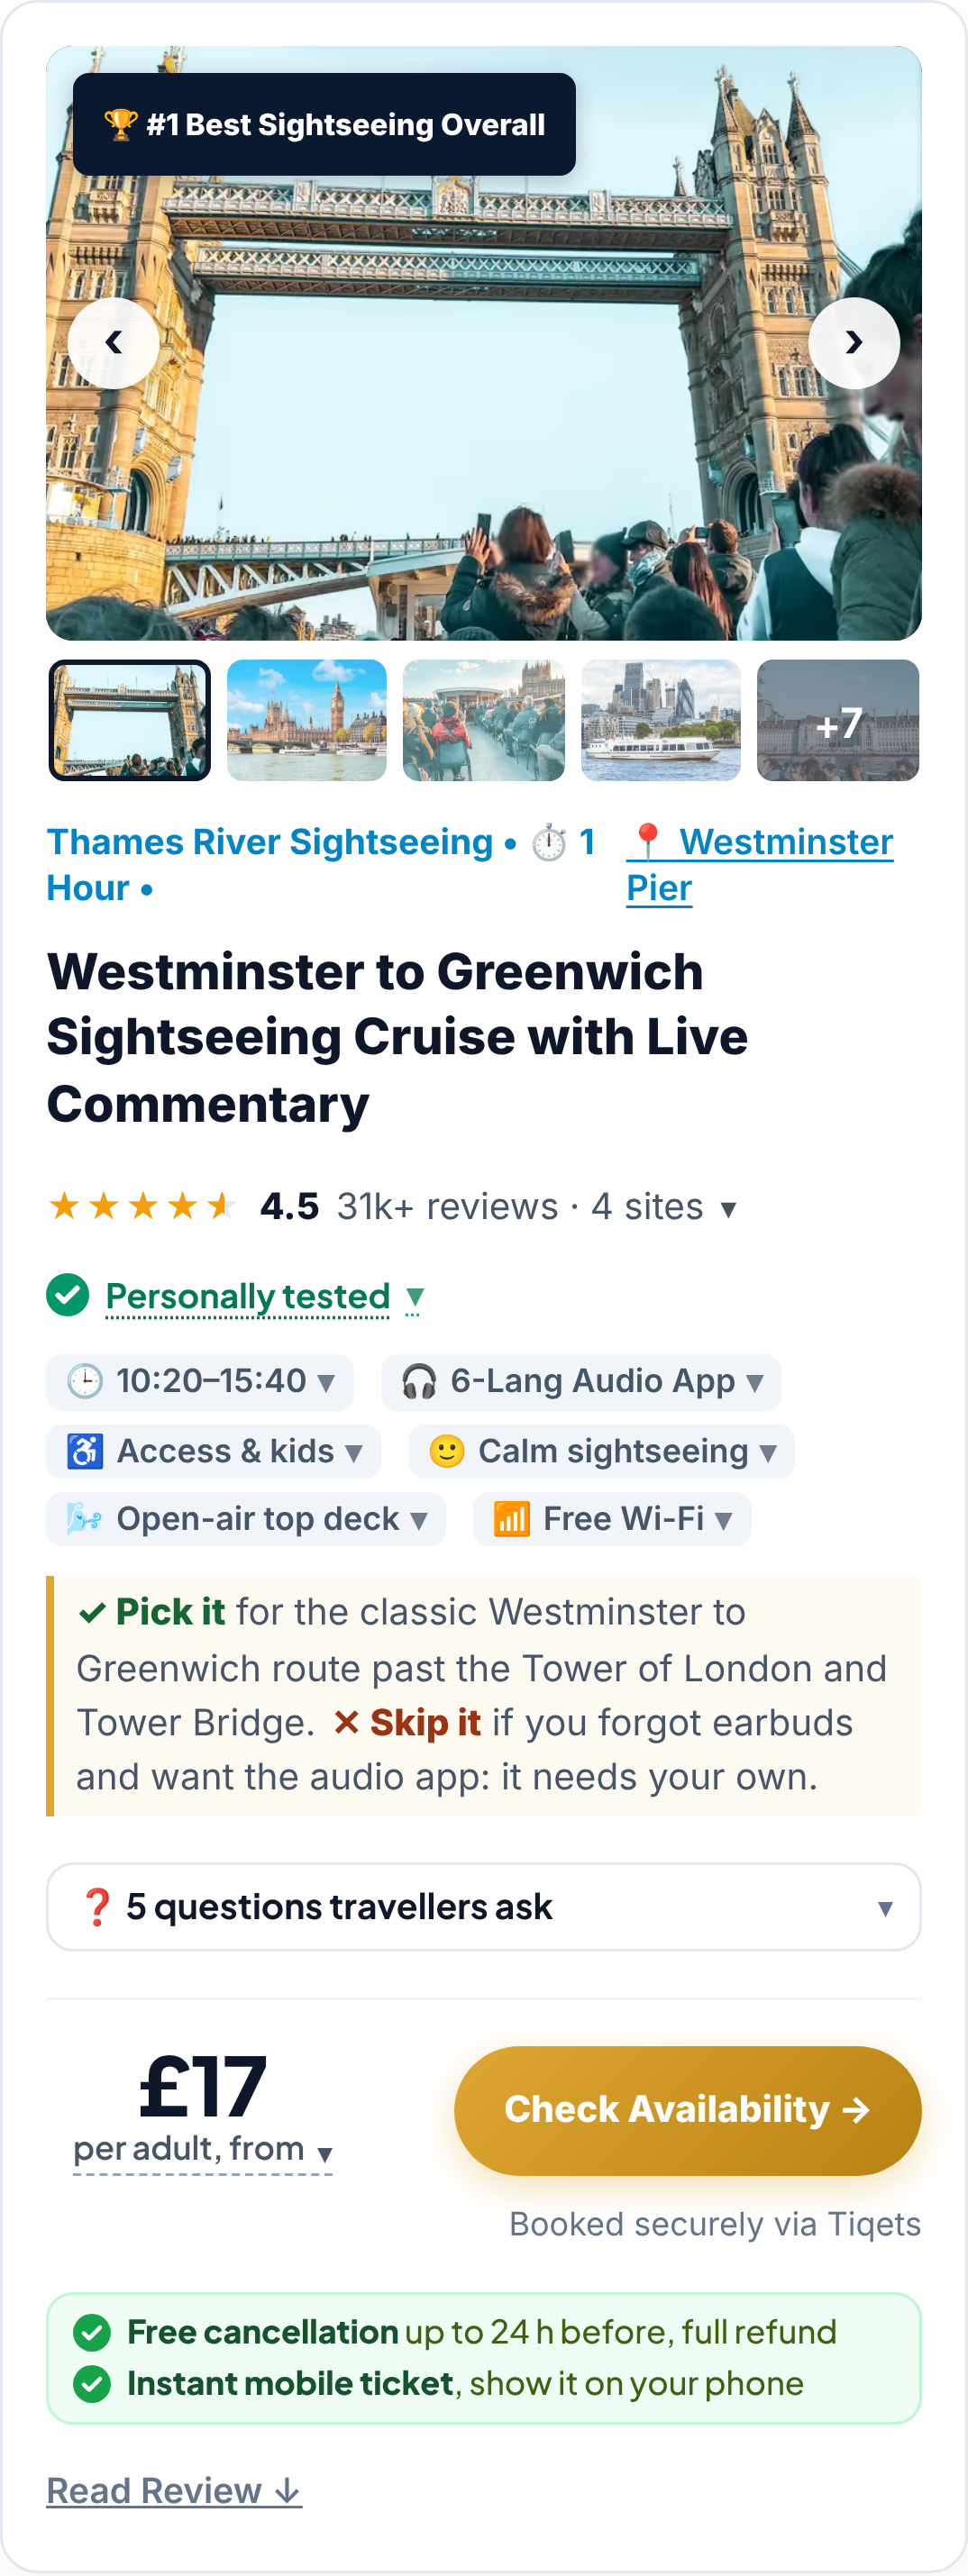 🏆 #1 Best Sightseeing Overall
‹ ›
+7
Thames River Sightseeing • ⏱️ 1 Hour •
📍 Westminster Pier
Westminster to Greenwich
Sightseeing Cruise with Live
Commentary
★★★★★ 4.5 31k+ reviews · 4 sites ▼
Personally tested ▼
🕒 10:20–15:40 ▼ 🎧 6-Lang Audio App ▼
♿ Access & kids ▼ 🙂 Calm sightseeing ▼
🌬️ Open-air top deck ▼ 📶 Free Wi-Fi ▼
✓ Pick it for the classic Westminster to
Greenwich route past the Tower of London and
Tower Bridge. ✕ Skip it if you forgot earbuds
and want the audio app: it needs your own.
❓ 5 questions travellers ask ▼
£17
per adult, from ▼
Check Availability →
Booked securely via Tiqets
Free cancellation up to 24 h before, full refund
Instant mobile ticket, show it on your phone
Read Review ↓